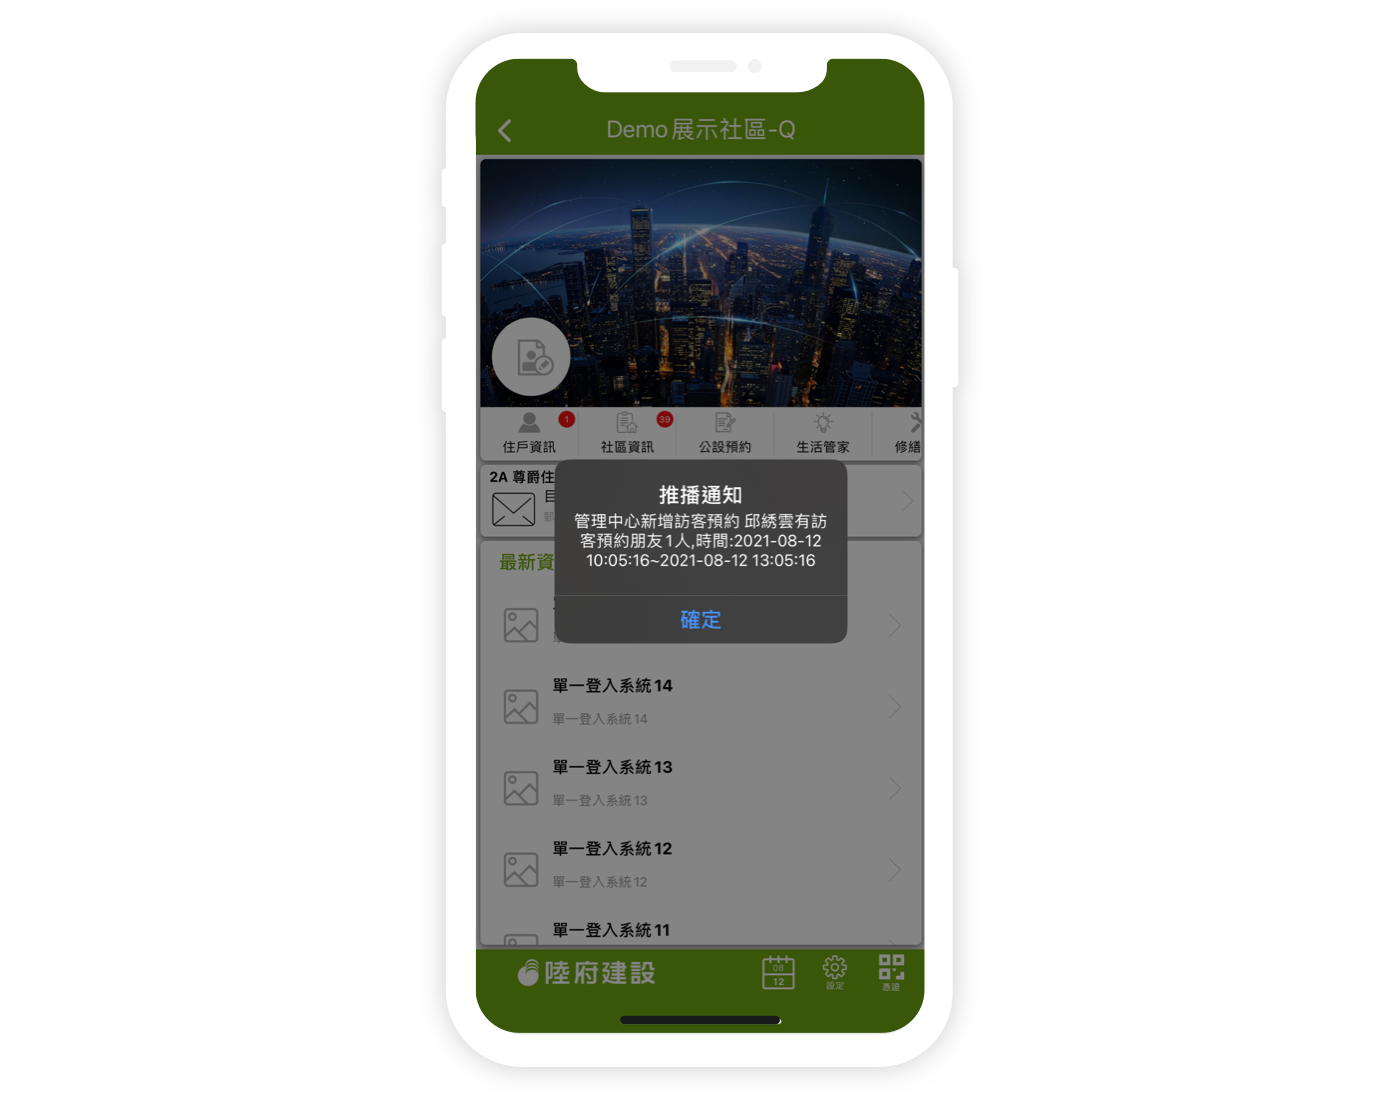 Demo展示社區-Q
1
39
住戶資訊
社區資訊
公設預約
生活管家
修繕
2A 尊爵住
推播通知
管理中心新增訪客預約 邱綉雲有訪
客預約朋友1人,時間:2021-08-12
10:05:16~2021-08-12 13:05:16
確定
最新資
單一登入系統14
單一登入系統14
單一登入系統13
單一登入系統13
單一登入系統12
單一登入系統12
單一登入系統11
陸府建設
08
12
設定
憑證